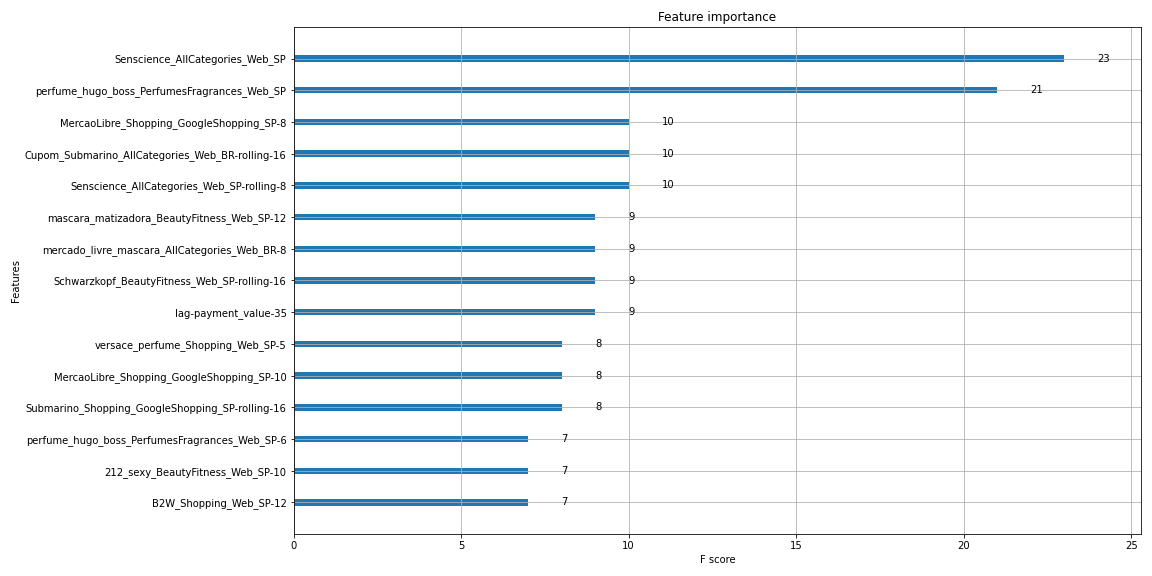 Feature importance
Senscience_AllCategories_Web_SP
23
perfume_hugo_boss_PerfumesFragrances_Web_SP
21
MercaoLibre_Shopping_GoogleShopping_SP-8
10
Cupom_Submarino_AllCategories_Web_BR-rolling-16
10
Senscience_AllCategories_Web_SP-rolling-8
10
mascara_matizadora_BeautyFitness_Web_SP-12
9
mercado_livre_mascara_AllCategories_Web_BR-8
9
Schwarzkopf_BeautyFitness_Web_SP-rolling-16
9
lag-payment_value-35
9
versace_perfume_Shopping_Web_SP-5
8
MercaoLibre_Shopping_GoogleShopping_SP-10
8
Submarino_Shopping_GoogleShopping_SP-rolling-16
8
perfume_hugo_boss_PerfumesFragrances_Web_SP-6
7
212_sexy_BeautyFitness_Web_SP-10
7
B2W_Shopping_Web_SP-12
7
Features
0 5 10 15 20 25
F score